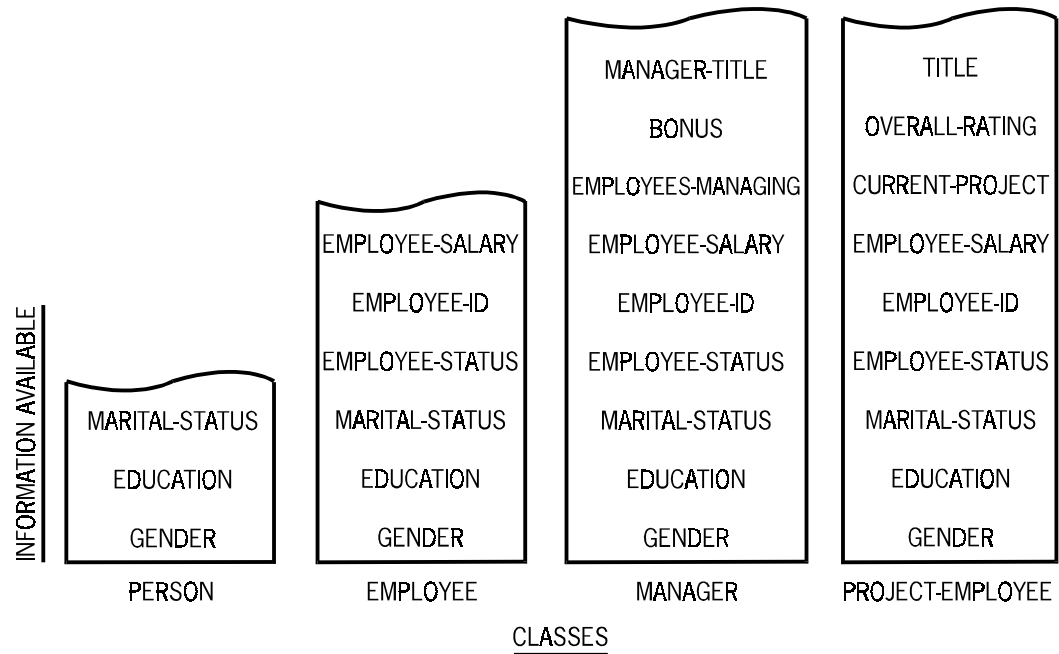 MANAGER-TITLE
BONUS
EMPLOYEES-MANAGING
EMPLOYEE-SALARY
EMPLOYEE-ID
EMPLOYEE-STATUS
MARITAL-STATUS
EDUCATION
GENDER
TITLE
OVERALL-RATING
CURRENT-PROJECT
EMPLOYEE-SALARY
EMPLOYEE-ID
EMPLOYEE-STATUS
MARITAL-STATUS
EDUCATION
GENDER
EMPLOYEE-SALARY
EMPLOYEE-ID
EMPLOYEE-STATUS
MARITAL-STATUS
EDUCATION
GENDER
MARITAL-STATUS
EDUCATION
GENDER
INFORMATION AVAILABLE
PERSON
EMPLOYEE
MANAGER
PROJECT-EMPLOYEE
CLASSES